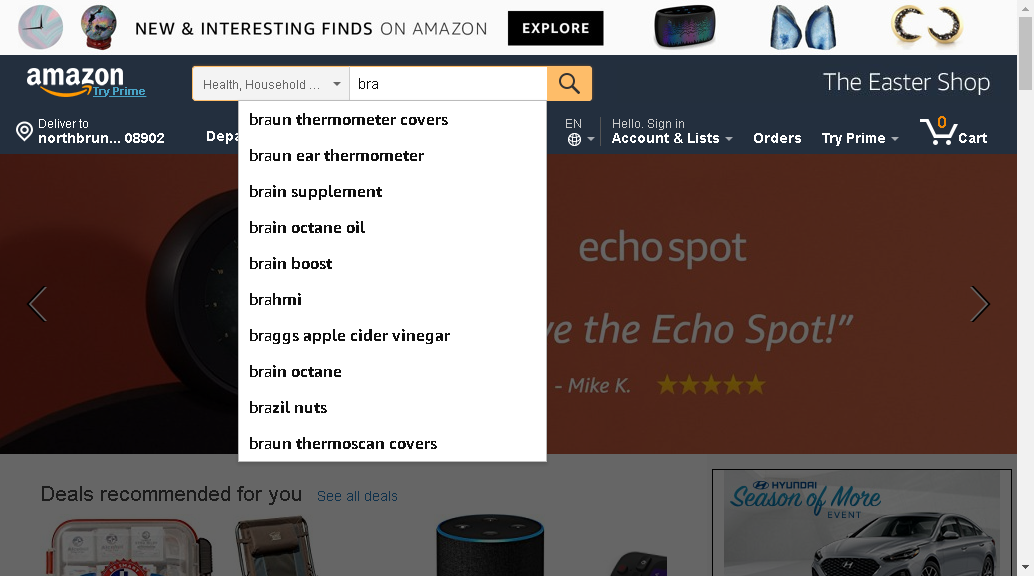 NEW & INTERESTING FINDS ON AMAZON EXPLORE
amazon
Try Prime
Health, Household ...
bra
The Easter Shop
Deliver to
northbrun... 08902
Depa
EN
Hello. Sign in
Account & Lists
Orders
Try Prime
0
Cart
braun thermometer covers
braun ear thermometer
brain supplement
brain octane oil
brain boost
brahmi
braggs apple cider vinegar
brain octane
brazil nuts
braun thermoscan covers
echo spot
ve the Echo Spot!”
- Mike K.
Deals recommended for you See all deals
HYUNDAI
Season of More
EVENT